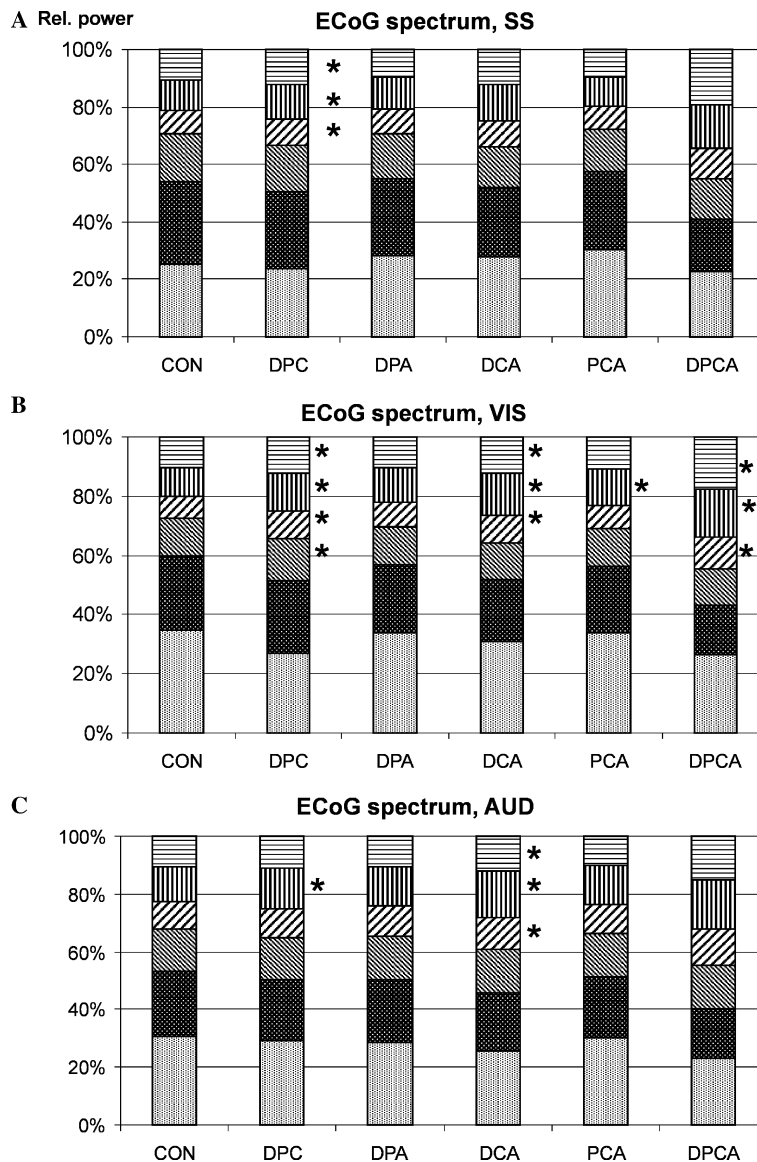 A Rel. power ECoG spectrum, SS
100%
* 
80% *
*
60%
40%
20%
0%
CON DPC DPA DCA PCA DPCA
B
ECoG spectrum, VIS
100%
* * *
80% * * * *
* *
60% * *
40%
20%
0%
CON DPC DPA DCA PCA DPCA
C ECoG spectrum, AUD
100%
*
80% * *
*
60%
40%
20%
0%
CON DPC DPA DCA PCA DPCA